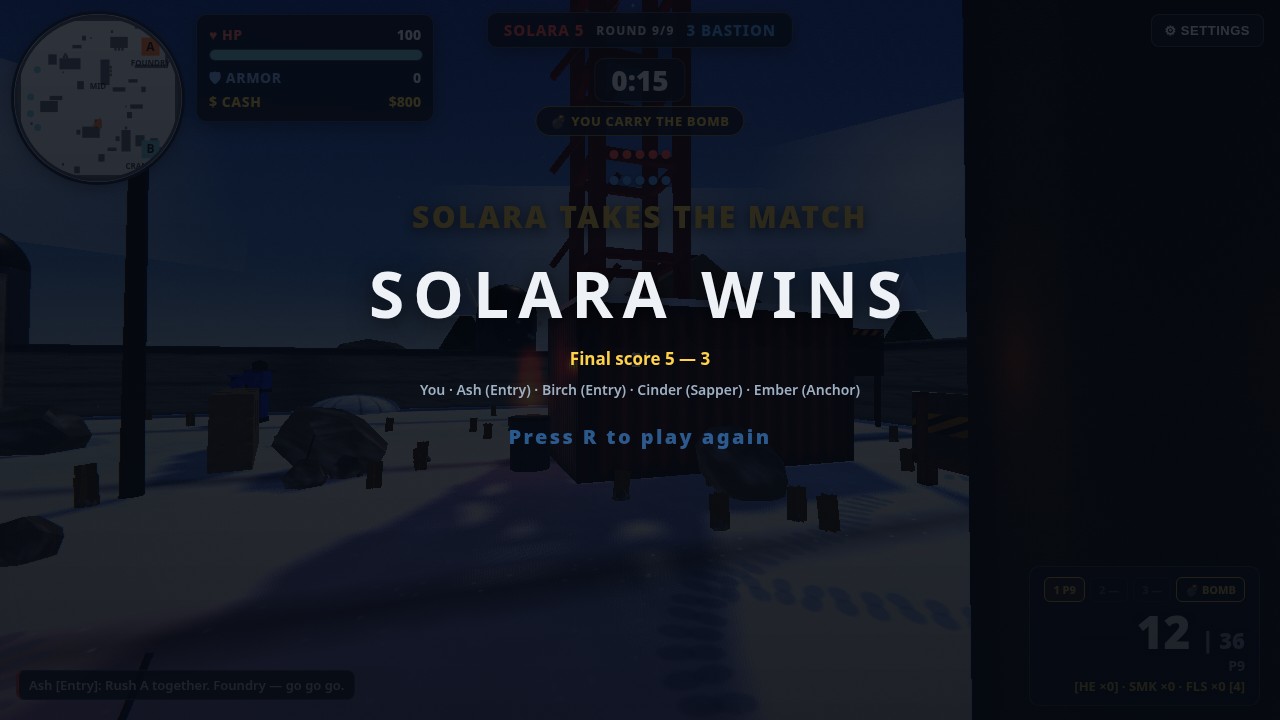 A
FOUNDRY
MID
B
♥ HP 100
ARMOR 0
$ CASH $800
SOLARA 5 ROUND 9/9 3 BASTION
0:15
YOU CARRY THE BOMB
⚙ SETTINGS
SOLARA TAKES THE MATCH
SOLARA WINS
Final score 5 — 3
You · Ash (Entry) · Birch (Entry) · Cinder (Sapper) · Ember (Anchor)
Press R to play again
Ash [Entry]: Rush A together. Foundry — go go go.
1 P9 2 — 3 — BOMB
12 | 36
P9
[HE ×0] · SMK ×0 · FLS ×0 [4]